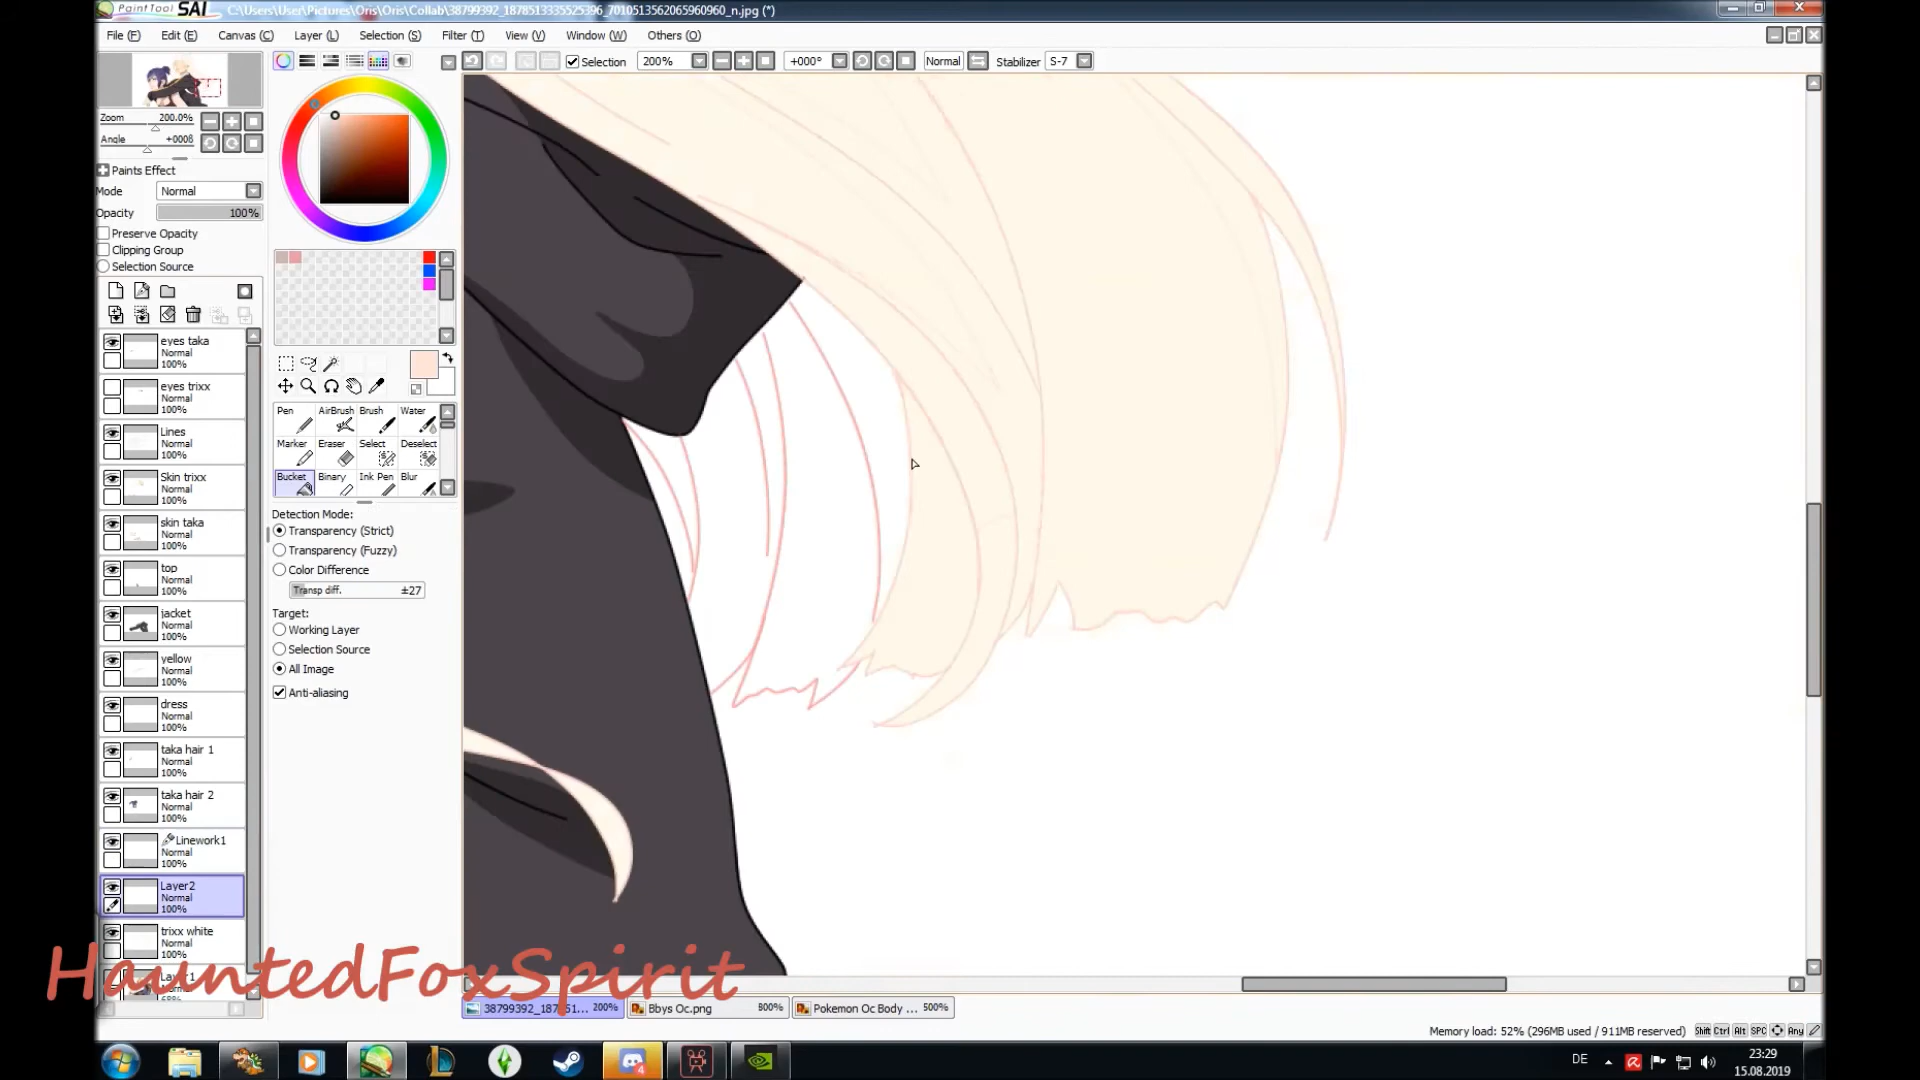 PaintTool SAI C:\Users\User\Pictures\Oris\Oris\Collab\38799392_1878513335525396_7010513562065960960_n.jpg (*)
File (F) Edit (E) Canvas (C) Layer (L) Selection (S) Filter (T) View (V) Window (W) Others (O)
Selection 200% +000° Normal Stabilizer S-7
Zoom 200.0%
Angle +000ß
Paints Effect
Mode Normal
Opacity 100%
Preserve Opacity
Clipping Group
Selection Source
eyes taka
Normal
100%
eyes trixx
Normal
100%
Lines
Normal
100%
Skin trixx
Normal
100%
skin taka
Normal
100%
top
Normal
100%
jacket
Normal
100%
yellow
Normal
100%
dress
Normal
100%
taka hair 1
Normal
100%
taka hair 2
Normal
100%
Linework1
Normal
100%
Layer2
Normal
100%
trixx white
Normal
100%
Layer1
Pen AirBrush Brush Water
Marker Eraser Select Deselect
Bucket Binary Ink Pen Blur
Detection Mode:
Transparency (Strict)
Transparency (Fuzzy)
Color Difference
Transp diff. ±27
Target:
Working Layer
Selection Source
All Image
Anti-aliasing
HauntedFoxSpirit
38799392_187851... 200% Bbys Oc.png 800% Pokemon Oc Body ... 500%
Memory load: 52% (296MB used / 911MB reserved) Shift Ctrl Alt SPC Any
4
DE 23:29
15.08.2019